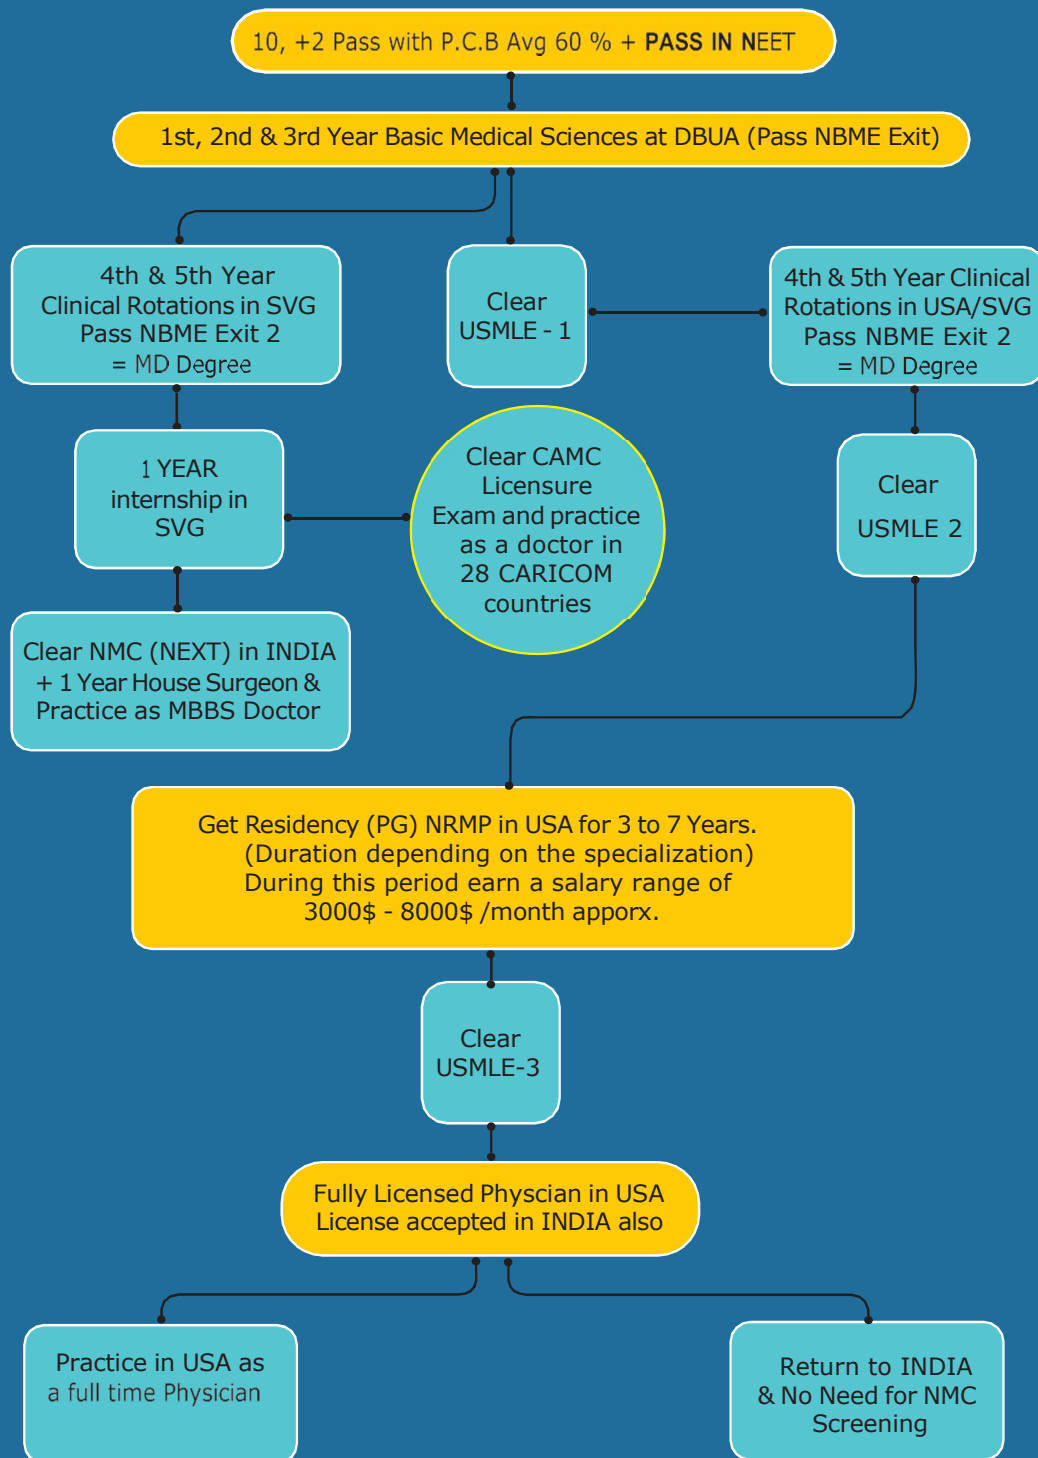 10, +2 Pass with P.C.B Avg 60 % + PASS IN NEET
1st, 2nd & 3rd Year Basic Medical Sciences at DBUA (Pass NBME Exit)
4th & 5th Year
Clinical Rotations in SVG
Pass NBME Exit 2
= MD Degree
Clear
USMLE - 1
4th & 5th Year Clinical
Rotations in USA/SVG
Pass NBME Exit 2
= MD Degree
1 YEAR
internship in
SVG
Clear CAMC
Licensure
Exam and practice
as a doctor in
28 CARICOM
countries
Clear
USMLE 2
Clear NMC (NEXT) in INDIA
+ 1 Year House Surgeon &
Practice as MBBS Doctor
Get Residency (PG) NRMP in USA for 3 to 7 Years.
(Duration depending on the specialization)
During this period earn a salary range of
3000$ - 8000$ /month apporx.
Clear
USMLE-3
Fully Licensed Physcian in USA
License accepted in INDIA also
Practice in USA as
a full time Physician
Return to INDIA
& No Need for NMC
Screening